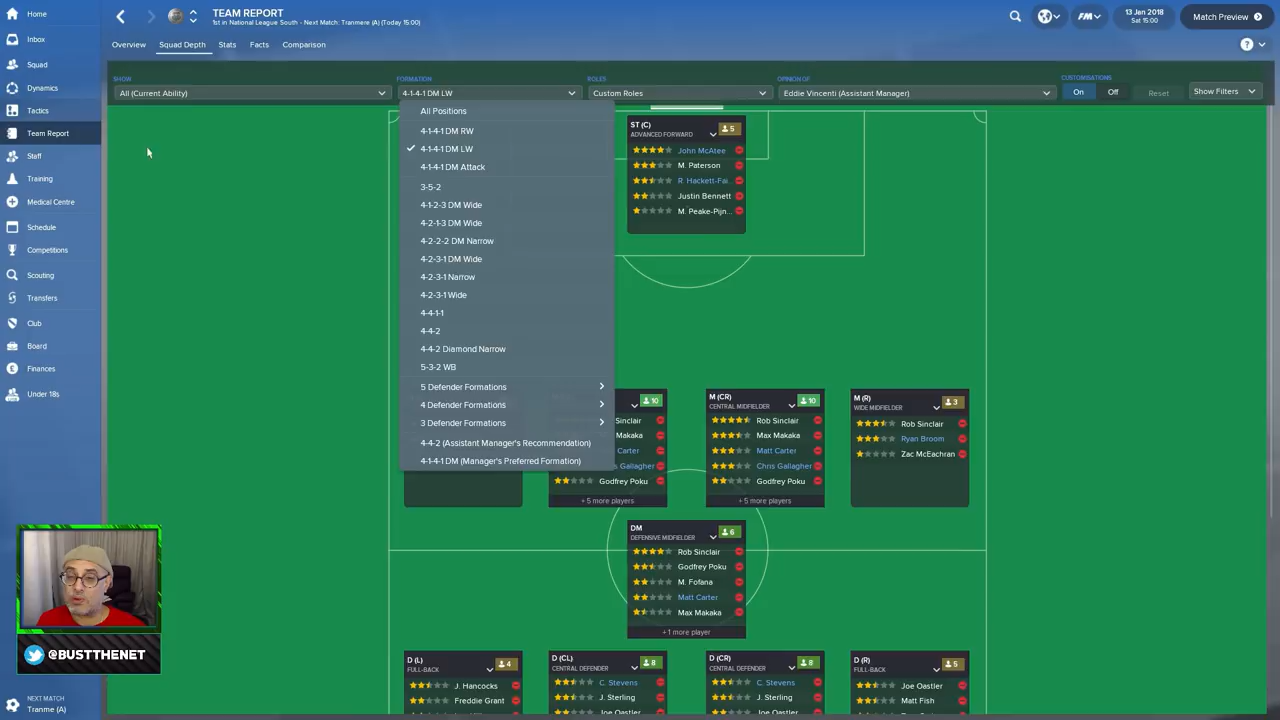 Home
TEAM REPORT
1st in National League South - Next Match: Tranmere (A) (Today 15:00)
13 Jan 2018
Sat 15:00
Match Preview
FM
Inbox
Overview
Squad Depth
Stats
Facts
Comparison
?
Squad
Dynamics
Tactics
Team Report
Staff
Training
Medical Centre
Schedule
Competitions
Scouting
Transfers
Club
Board
Finances
Under 18s
NEXT MATCH
Tranme (A)
SHOW
All (Current Ability)
FORMATION
4-1-4-1 DM LW
ROLES
Custom Roles
OPINION OF
Eddie Vincenti (Assistant Manager)
CUSTOMISATIONS
On
Off
Reset
Show Filters
All Positions
4-1-4-1 DM RW
4-1-4-1 DM LW
4-1-4-1 DM Attack
3-5-2
4-1-2-3 DM Wide
4-2-1-3 DM Wide
4-2-2-2 DM Narrow
4-2-3-1 DM Wide
4-2-3-1 Narrow
4-2-3-1 Wide
4-4-1-1
4-4-2
4-4-2 Diamond Narrow
5-3-2 WB
5 Defender Formations
4 Defender Formations
3 Defender Formations
4-4-2 (Assistant Manager's Recommendation)
4-1-4-1 DM (Manager's Preferred Formation)
ST (C)
ADVANCED FORWARD
5
John McAtee
M. Paterson
R. Hackett-Fai...
Justin Bennett
M. Peake-Pijn...
10
Sinclair
Makaka
Carter
Gallagher
Godfrey Poku
+ 5 more players
M (CR)
CENTRAL MIDFIELDER
10
Rob Sinclair
Max Makaka
Matt Carter
Chris Gallagher
Godfrey Poku
+ 5 more players
M (R)
WIDE MIDFIELDER
3
Rob Sinclair
Ryan Broom
Zac McEachran
DM
DEFENSIVE MIDFIELDER
6
Rob Sinclair
Godfrey Poku
M. Fofana
Matt Carter
Max Makaka
+ 1 more player
D (L)
FULL-BACK
4
J. Hancocks
Freddie Grant
D (CL)
CENTRAL DEFENDER
8
C. Stevens
J. Sterling
Joe Oastler
D (CR)
CENTRAL DEFENDER
8
C. Stevens
J. Sterling
Joe Oastler
D (R)
FULL-BACK
5
Joe Oastler
Matt Fish
@BUSTTHENET